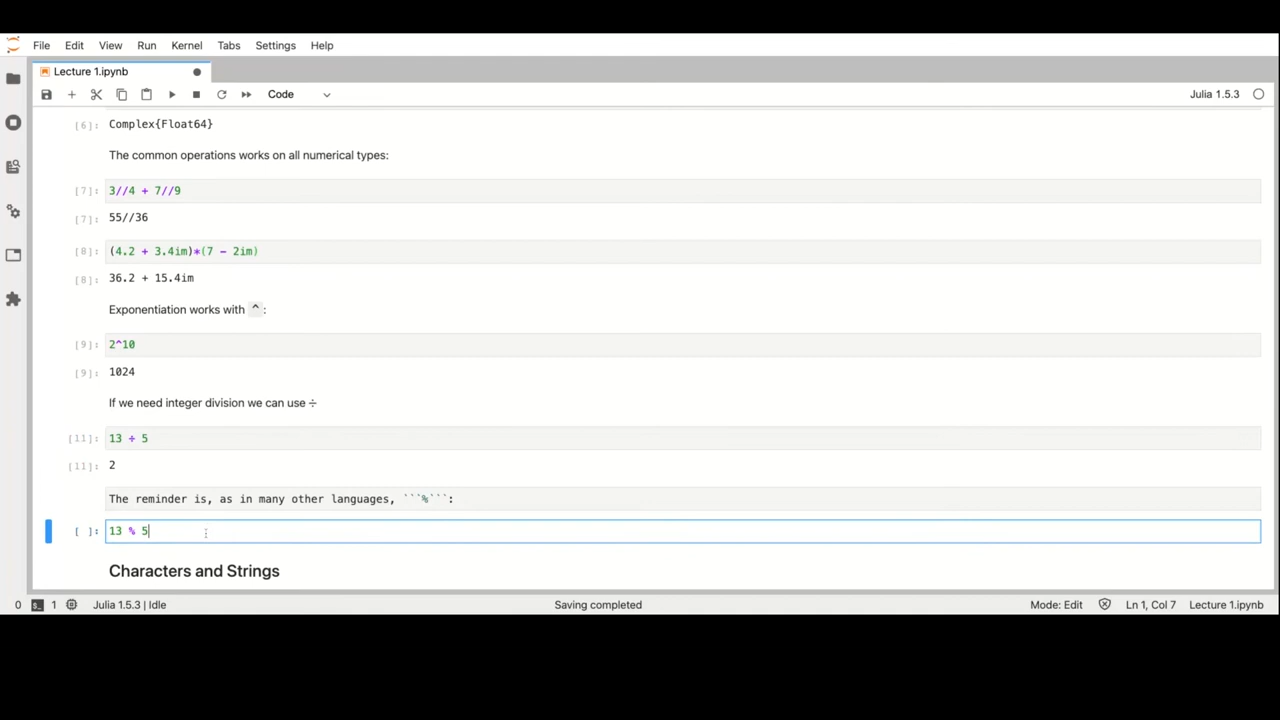 File Edit View Run Kernel Tabs Settings Help
Lecture 1.ipynb
Code
Julia 1.5.3
[6]: Complex{Float64}
The common operations works on all numerical types:
[7]: 3//4 + 7//9
[7]: 55//36
[8]: (4.2 + 3.4im)*(7 - 2im)
[8]: 36.2 + 15.4im
Exponentiation works with ^ :
[9]: 2^10
[9]: 1024
If we need integer division we can use ÷
[11]: 13 ÷ 5
[11]: 2
The reminder is, as in many other languages, ```%```:
[ ]: 13 % 5
Characters and Strings
0 1 Julia 1.5.3 | Idle Saving completed Mode: Edit Ln 1, Col 7 Lecture 1.ipynb